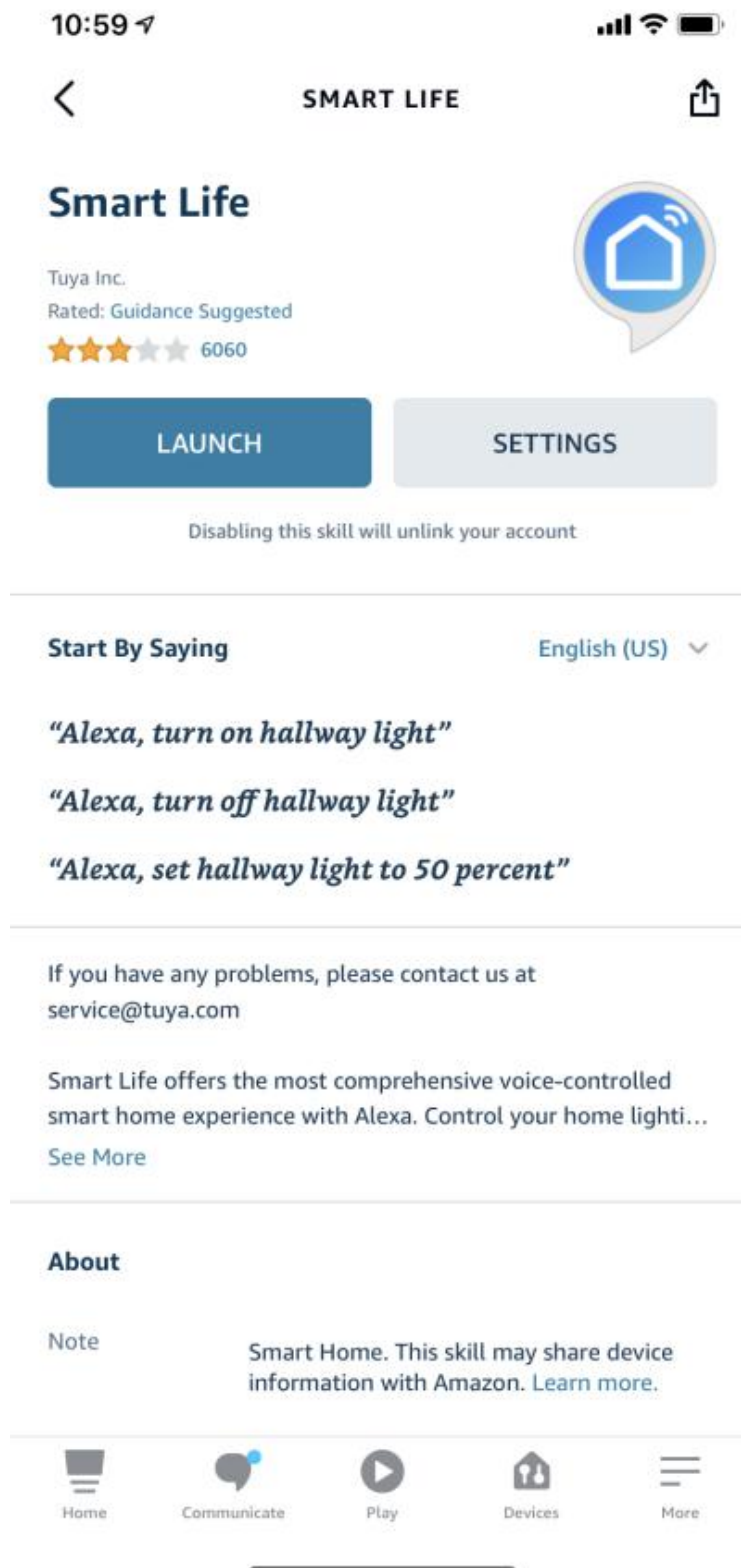 10:59
SMART LIFE
Smart Life
Tuya Inc.
Rated: Guidance Suggested
6060
LAUNCH
SETTINGS
Disabling this skill will unlink your account
Start By Saying
English (US)
“Alexa, turn on hallway light”
“Alexa, turn off hallway light”
“Alexa, set hallway light to 50 percent”
If you have any problems, please contact us at
service@tuya.com
Smart Life offers the most comprehensive voice-controlled
smart home experience with Alexa. Control your home lighti...
See More
About
Note
Smart Home. This skill may share device
information with Amazon. Learn more.
Home
Communicate
Play
Devices
More